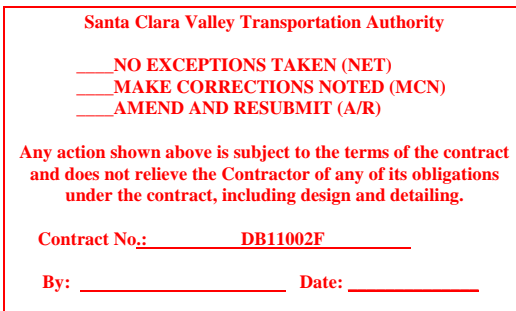 Santa Clara Valley Transportation Authority
____NO EXCEPTIONS TAKEN (NET)
____MAKE CORRECTIONS NOTED (MCN)
____AMEND AND RESUBMIT (A/R)
Any action shown above is subject to the terms of the contract
and does not relieve the Contractor of any of its obligations
under the contract, including design and detailing.
Contract No.: DB11002F
By: ____________________ Date: ____________